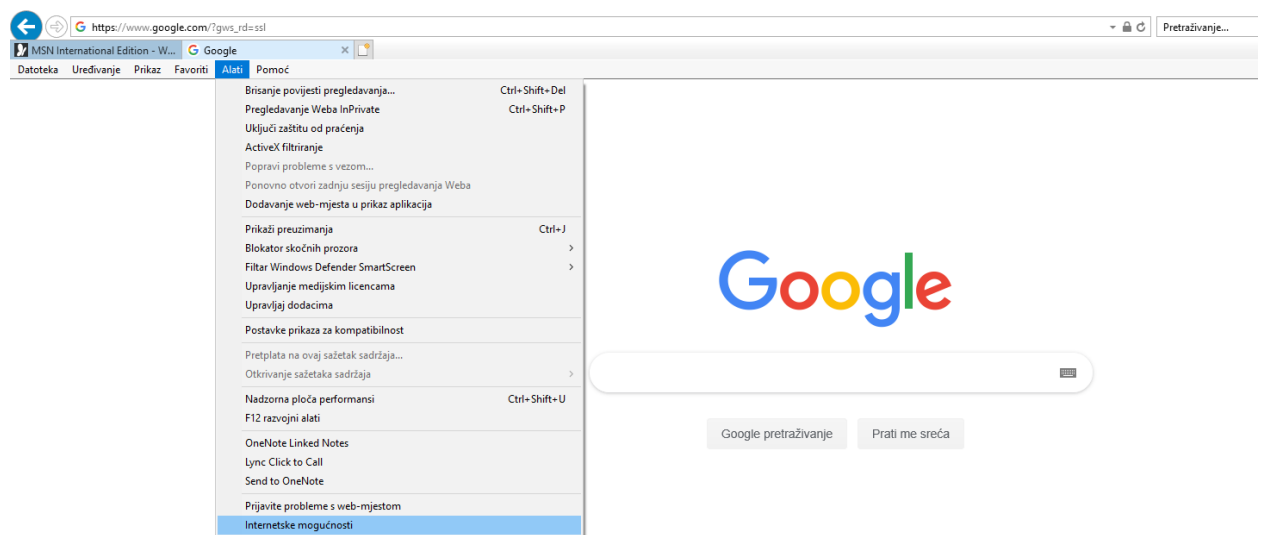 https://www.google.com/?gws_rd=ssl
Pretraživanje...
MSN International Edition - W...
Google
Datoteka Uređivanje Prikaz Favoriti Alati Pomoć
Brisanje povijesti pregledavanja... Ctrl+Shift+Del
Pregledavanje Weba InPrivate Ctrl+Shift+P
Uključi zaštitu od praćenja
ActiveX filtriranje
Popravi probleme s vezom...
Ponovno otvori zadnju sesiju pregledavanja Weba
Dodavanje web-mjesta u prikaz aplikacija
Prikaži preuzimanja Ctrl+J
Blokator skočnih prozora
Filtar Windows Defender SmartScreen
Upravljanje medijskim licencama
Upravljaj dodacima
Postavke prikaza za kompatibilnost
Pretplata na ovaj sažetak sadržaja...
Otkrivanje sažetaka sadržaja
Nadzorna ploča performansi Ctrl+Shift+U
F12 razvojni alati
OneNote Linked Notes
Lync Click to Call
Send to OneNote
Prijavite probleme s web-mjestom
Internetske mogućnosti
Google
Google pretraživanje Prati me sreća